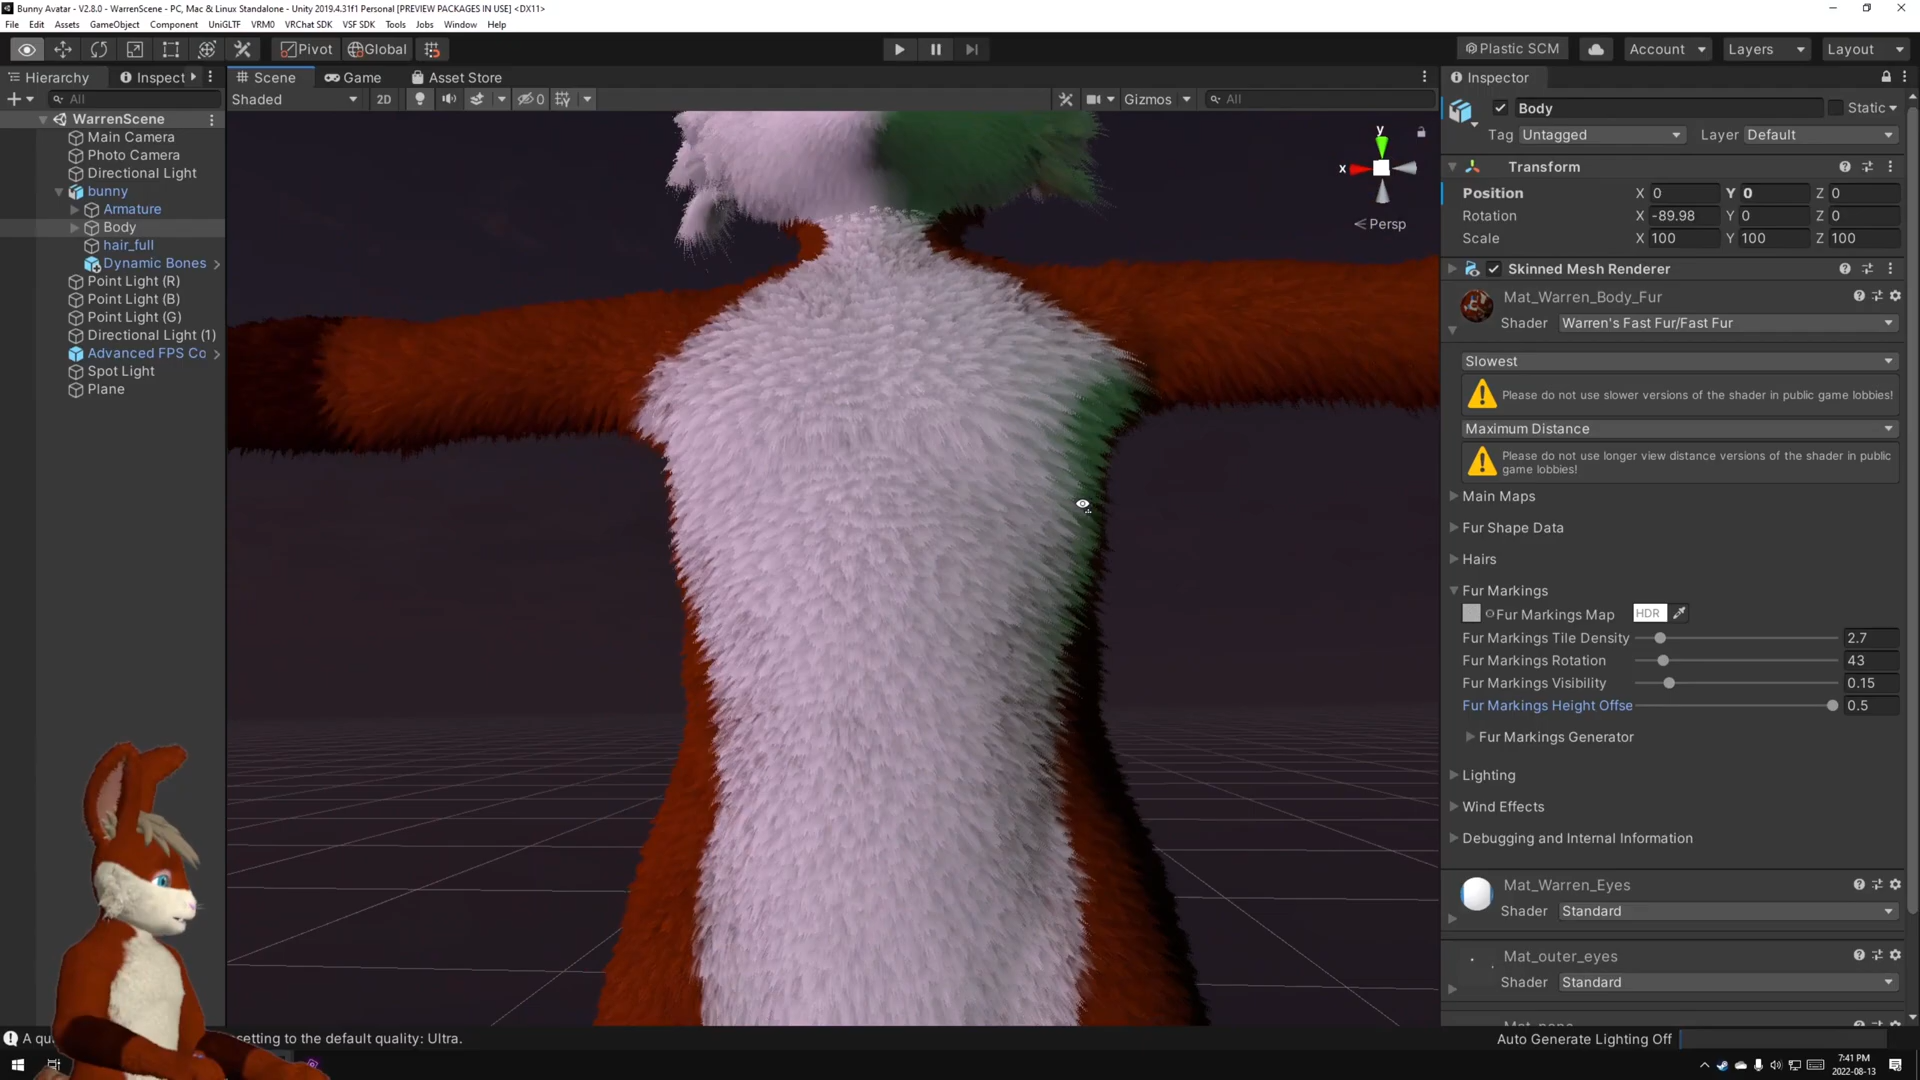 Bunny Avatar - V2.8.0 - WarrenScene - PC, Mac & Linux Standalone - Unity 2019.4.31f1 Personal [PREVIEW PACKAGES IN USE] <DX11>
File Edit Assets GameObject Component UniGLTF VRM0 VRChat SDK VSF SDK Tools Jobs Window Help
Pivot Global Plastic SCM Account Layers Layout
Hierarchy Inspect Scene Game Asset Store Inspector
All Shaded 2D 0 Gizmos All
Body Static
Tag Untagged Layer Default
WarrenScene
Main Camera
Photo Camera
Directional Light
bunny
Armature
Body
hair_full
Dynamic Bones
Point Light (R)
Point Light (B)
Point Light (G)
Directional Light (1)
Advanced FPS Co
Spot Light
Plane
y
x
Persp
Transform
Position X 0 Y 0 Z 0
Rotation X -89.98 Y 0 Z 0
Scale X 100 Y 100 Z 100
Skinned Mesh Renderer
Mat_Warren_Body_Fur
Shader Warren's Fast Fur/Fast Fur
Slowest
Please do not use slower versions of the shader in public game lobbies!
Maximum Distance
Please do not use longer view distance versions of the shader in public
game lobbies!
Main Maps
Fur Shape Data
Hairs
Fur Markings
Fur Markings Map HDR
Fur Markings Tile Density 2.7
Fur Markings Rotation 43
Fur Markings Visibility 0.15
Fur Markings Height Offse 0.5
Fur Markings Generator
Lighting
Wind Effects
Debugging and Internal Information
Mat_Warren_Eyes
Shader Standard
Mat_outer_eyes
Shader Standard
A qu
setting to the default quality: Ultra.
Auto Generate Lighting Off
7:41 PM
2022-08-13